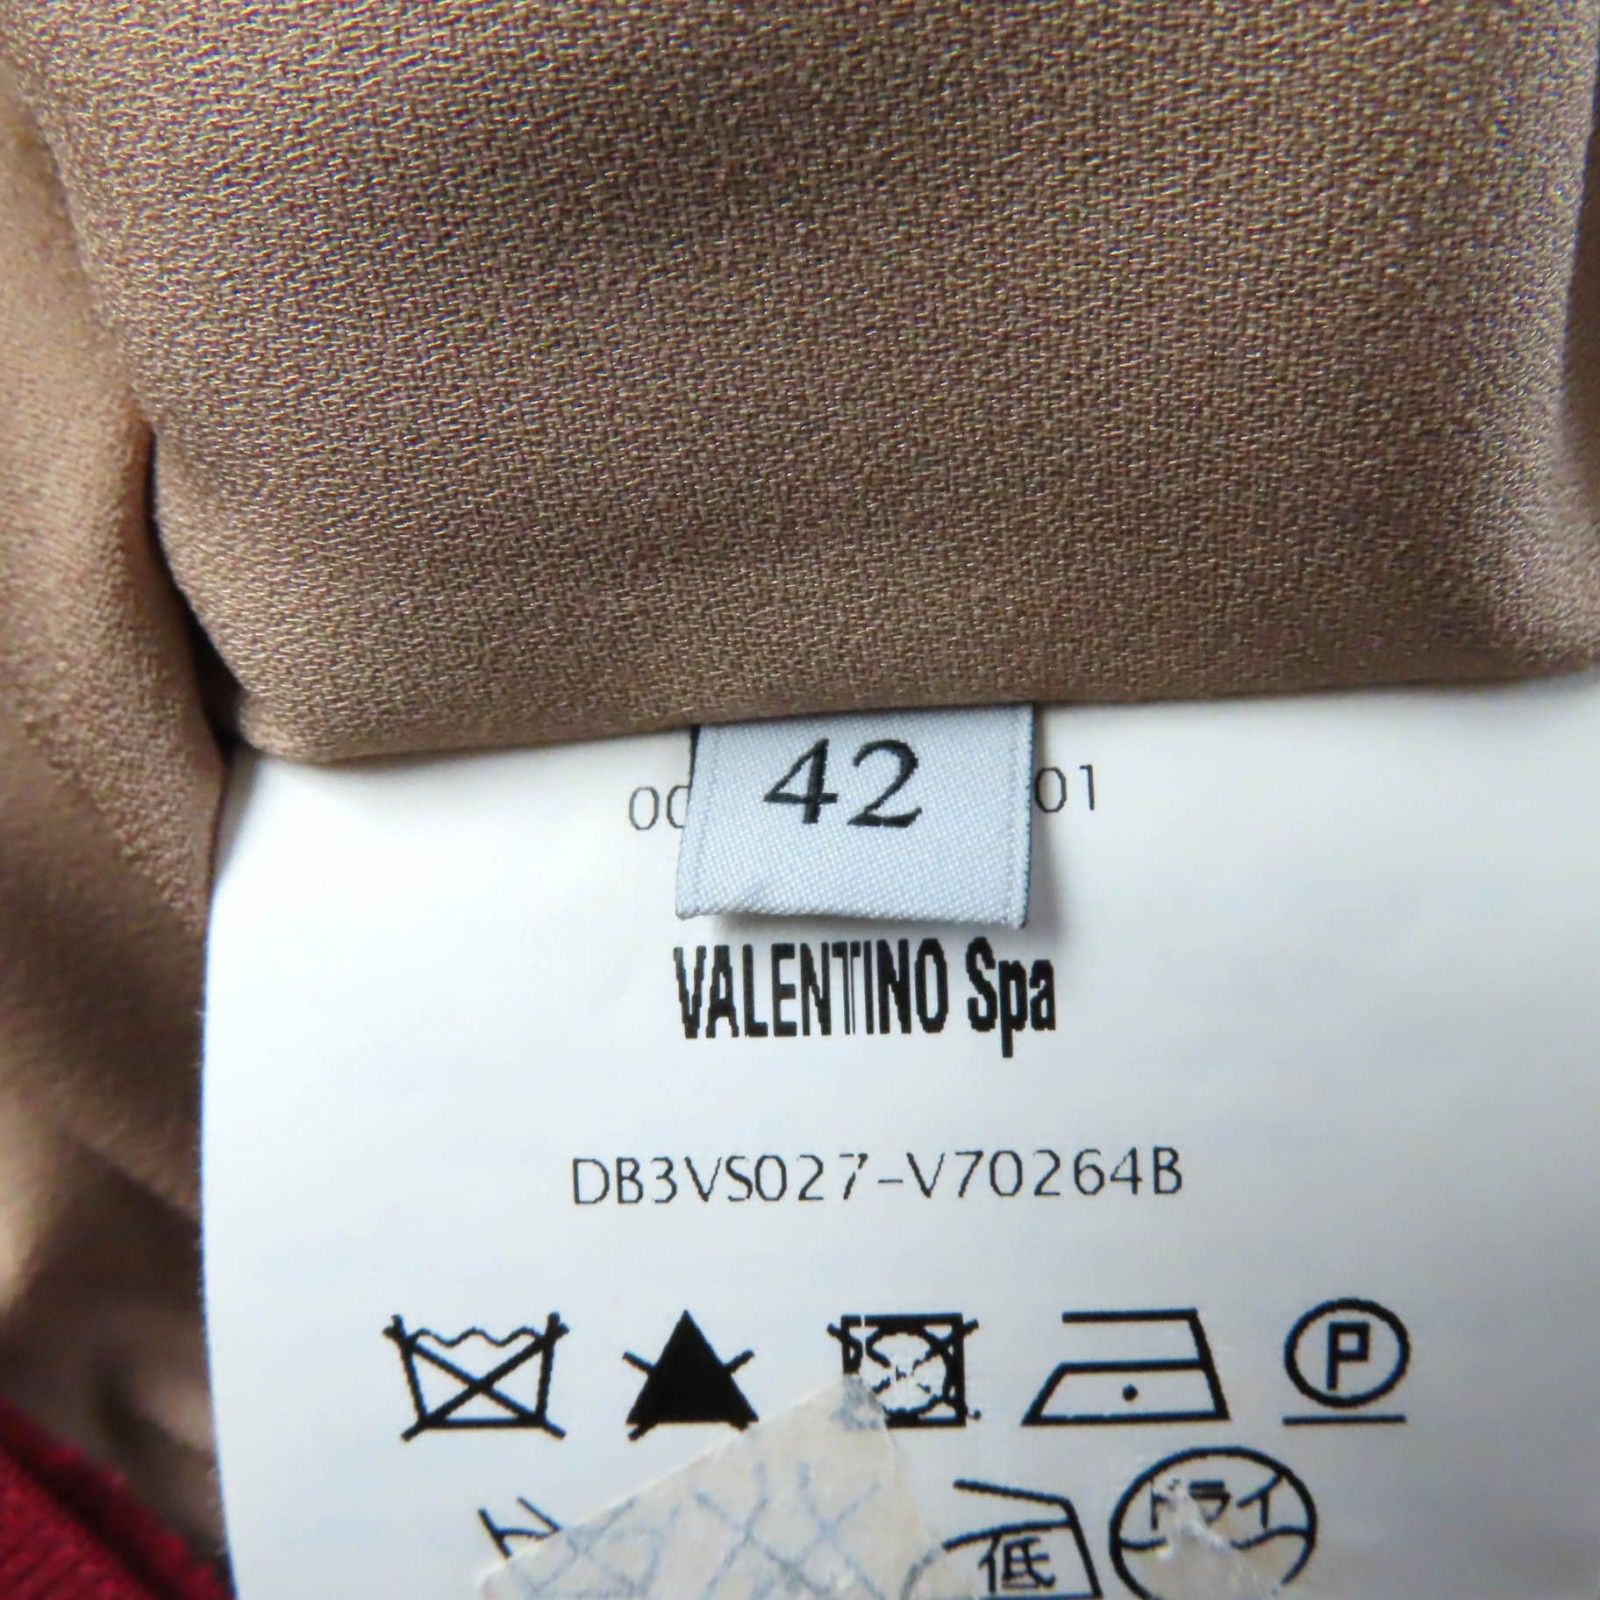 42
00 01
VALENTINO Spa
DB3VS027-V70264B
P
低 ドライ